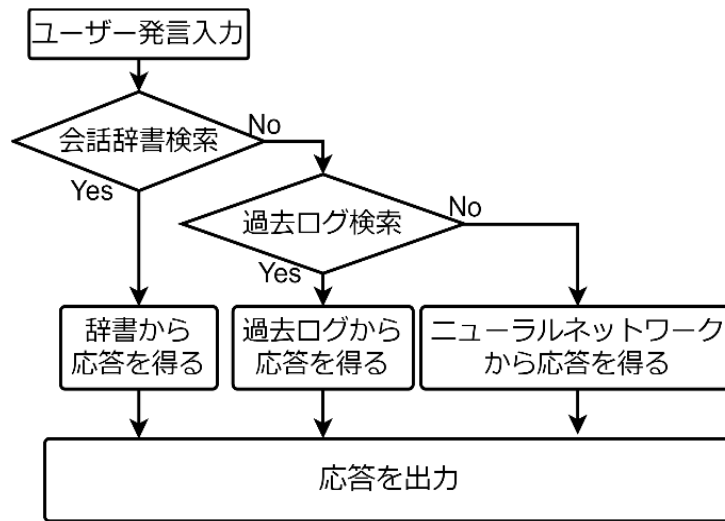 ユーザー発言入力
会話辞書検索
No
Yes
過去ログ検索
No
Yes
辞書から
応答を得る
過去ログから
応答を得る
ニューラルネットワーク
から応答を得る
応答を出力